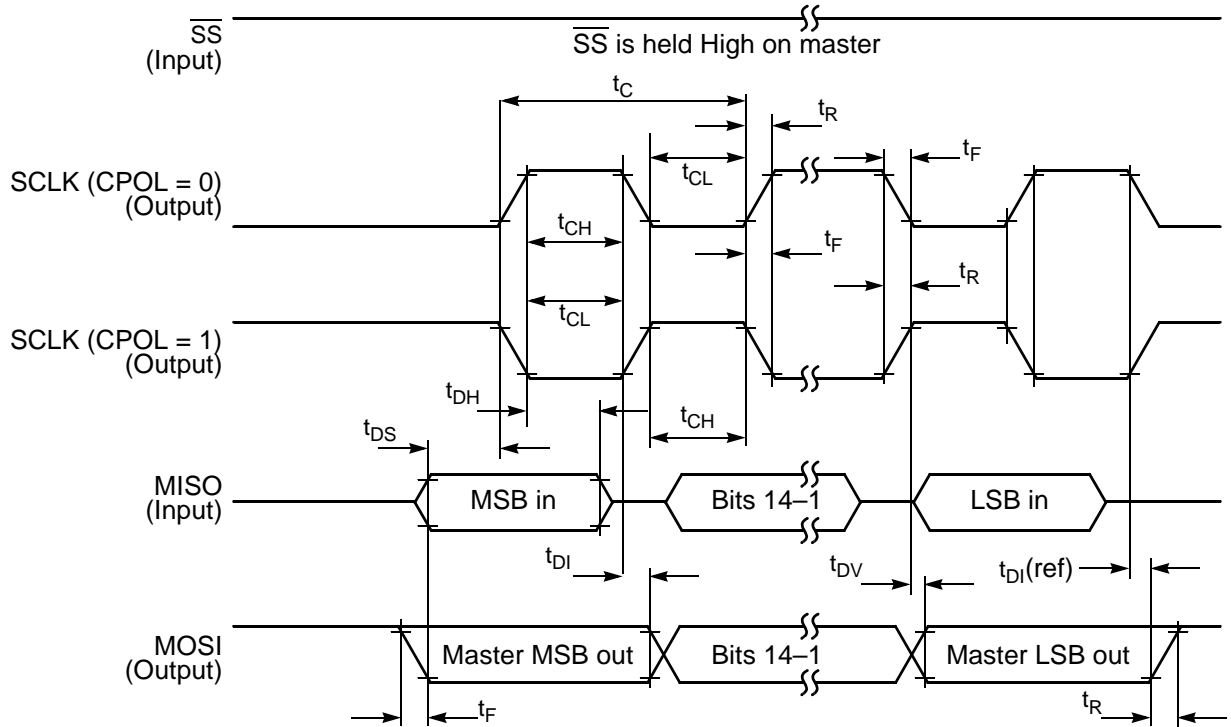 SS
(Input)
SS is held High on master
tC
tR
tF
SCLK (CPOL = 0)
(Output)
tCL
tCH
tF
tR
tCL
SCLK (CPOL = 1)
(Output)
tDH
tCH
tDS
MISO
(Input)
MSB in
Bits 14–1
LSB in
tDI
tDV
tDI(ref)
MOSI
(Output)
Master MSB out
Bits 14–1
Master LSB out
tF
tR